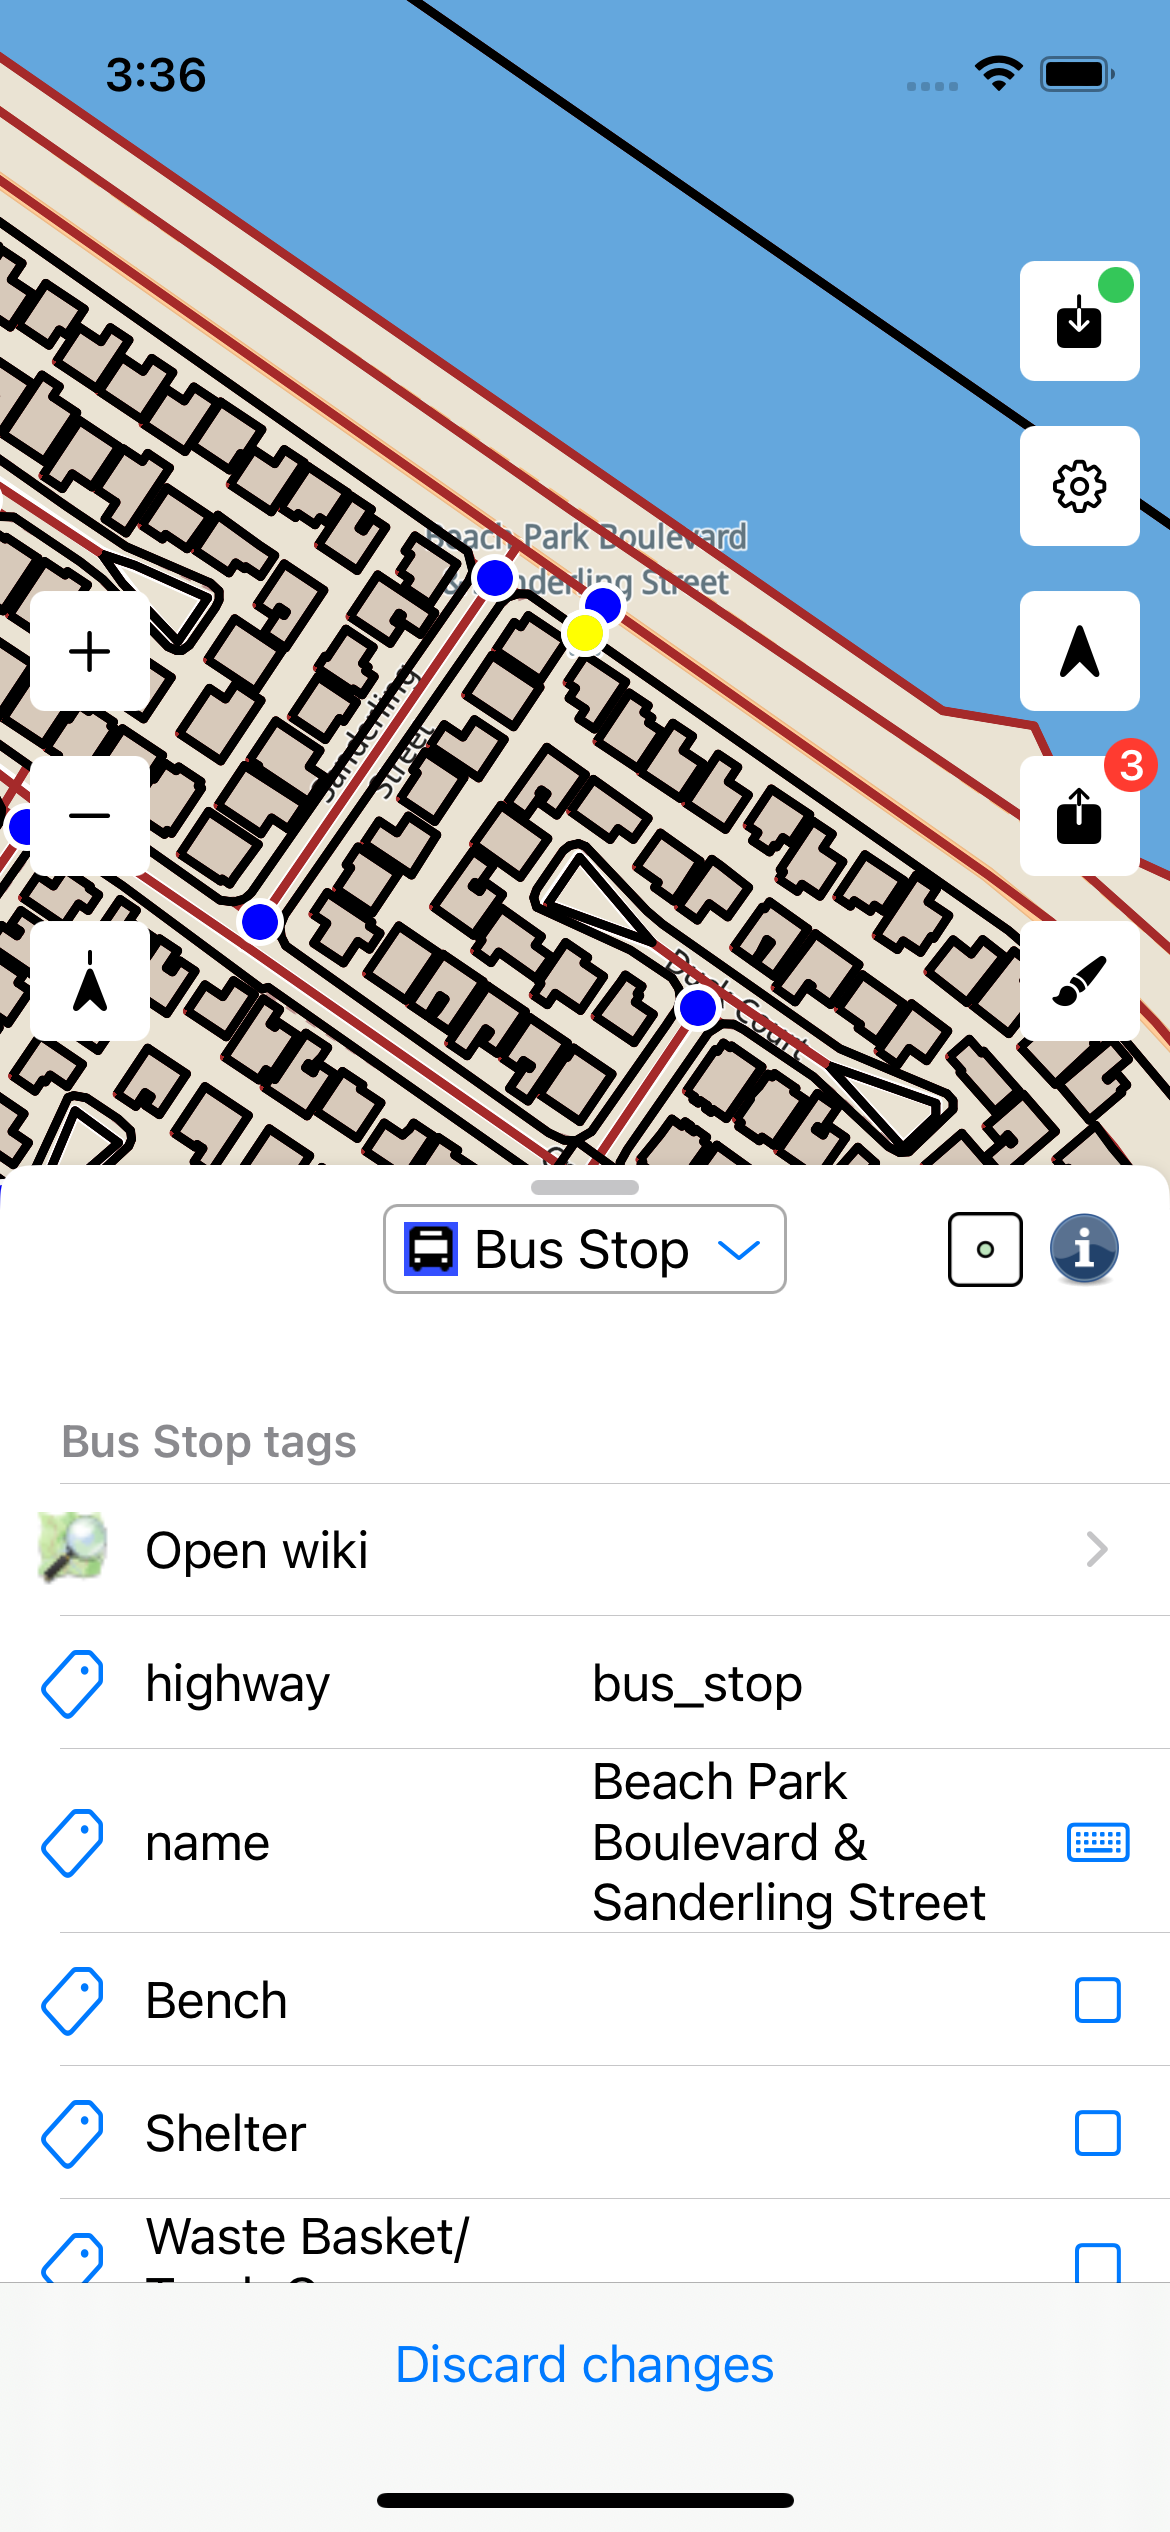 3:36
Beach Park Boulevard
& Sanderling Street
Sanderling
Street
3
Dusk Court
Bus Stop
Bus Stop tags
Open wiki
highway
bus_stop
name
Beach Park
Boulevard &
Sanderling Street
Bench
Shelter
Waste Basket/
Discard changes